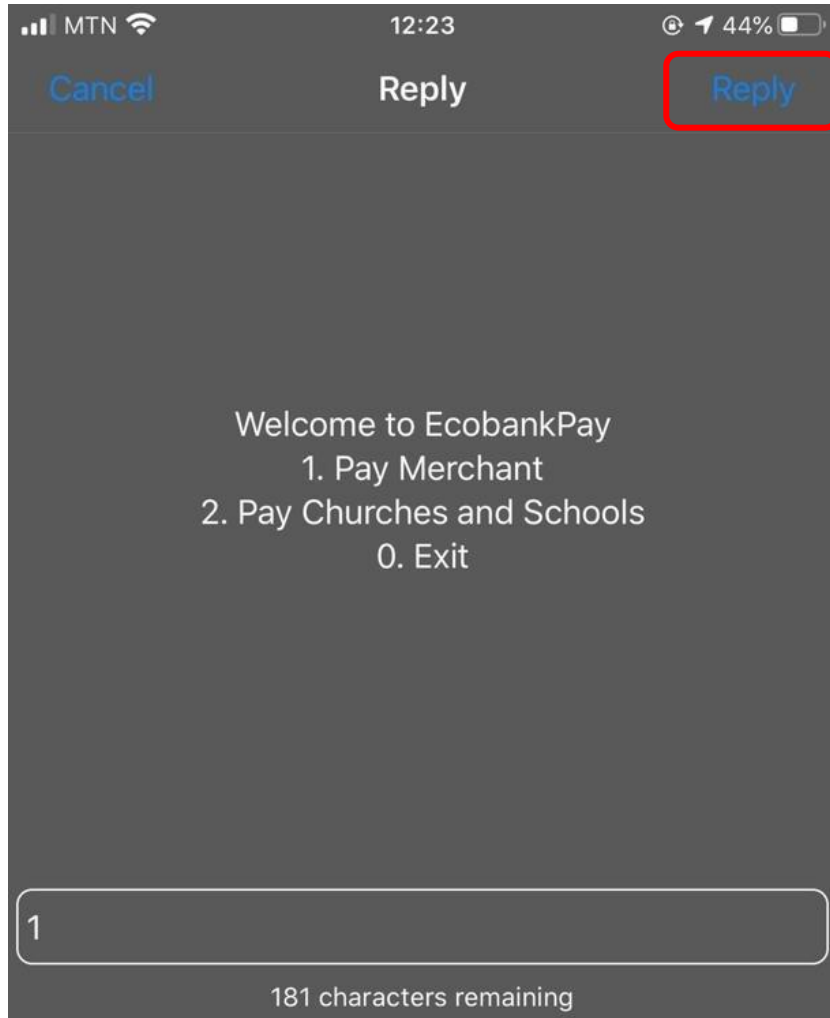 MTN 12:23 44%
Cancel Reply Reply
Welcome to EcobankPay
1. Pay Merchant
2. Pay Churches and Schools
0. Exit
1
181 characters remaining